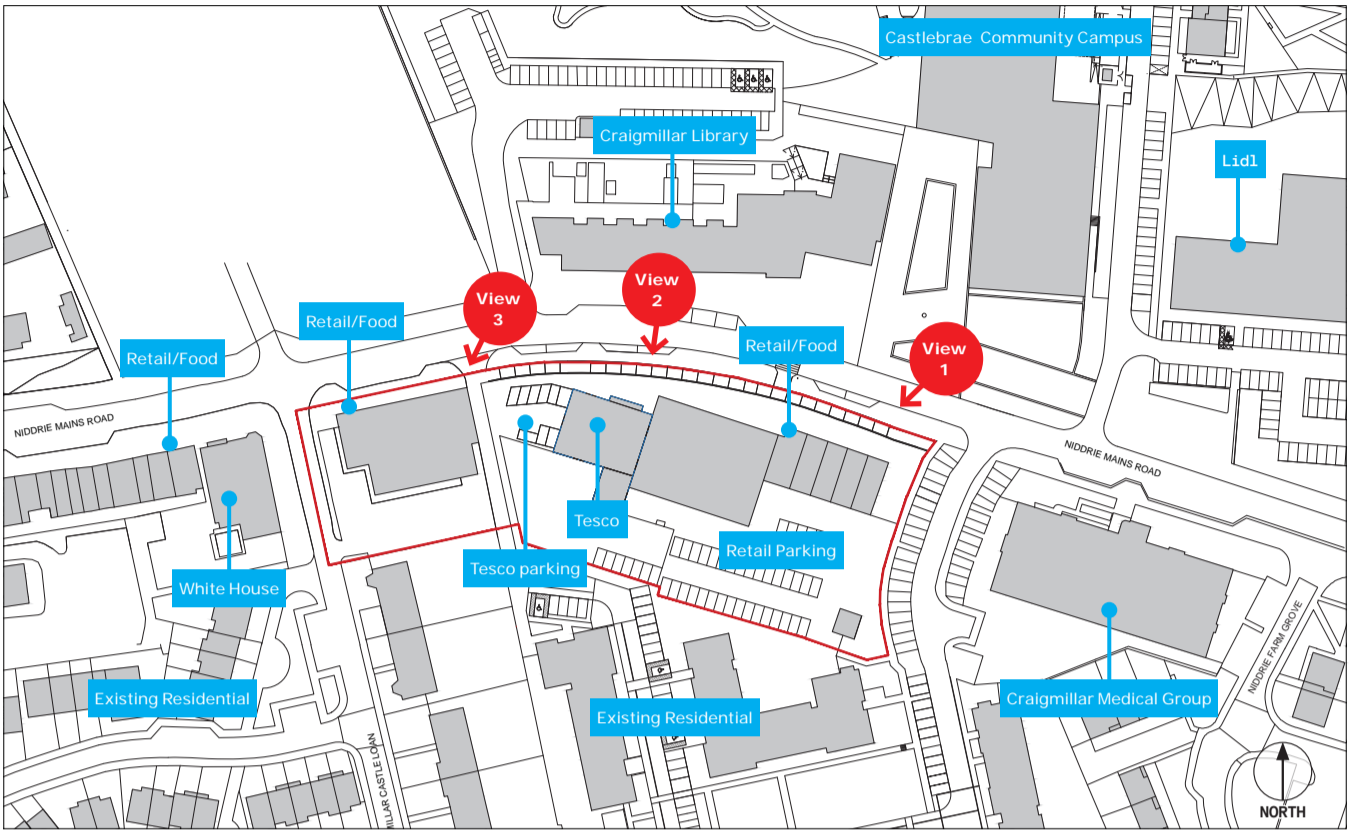 Castlebrae Community Campus
Craigmillar Library
Lidl
View
3
View
2
View
1
Retail/Food
Retail/Food
Retail/Food
NIDDRIE MAINS ROAD
NIDDRIE MAINS ROAD
Tesco
Tesco parking
Retail Parking
White House
Existing Residential
Existing Residential
Craigmillar Medical Group
NIDDRIE FARM GROVE
MILLAR CASTLE LOAN
NORTH